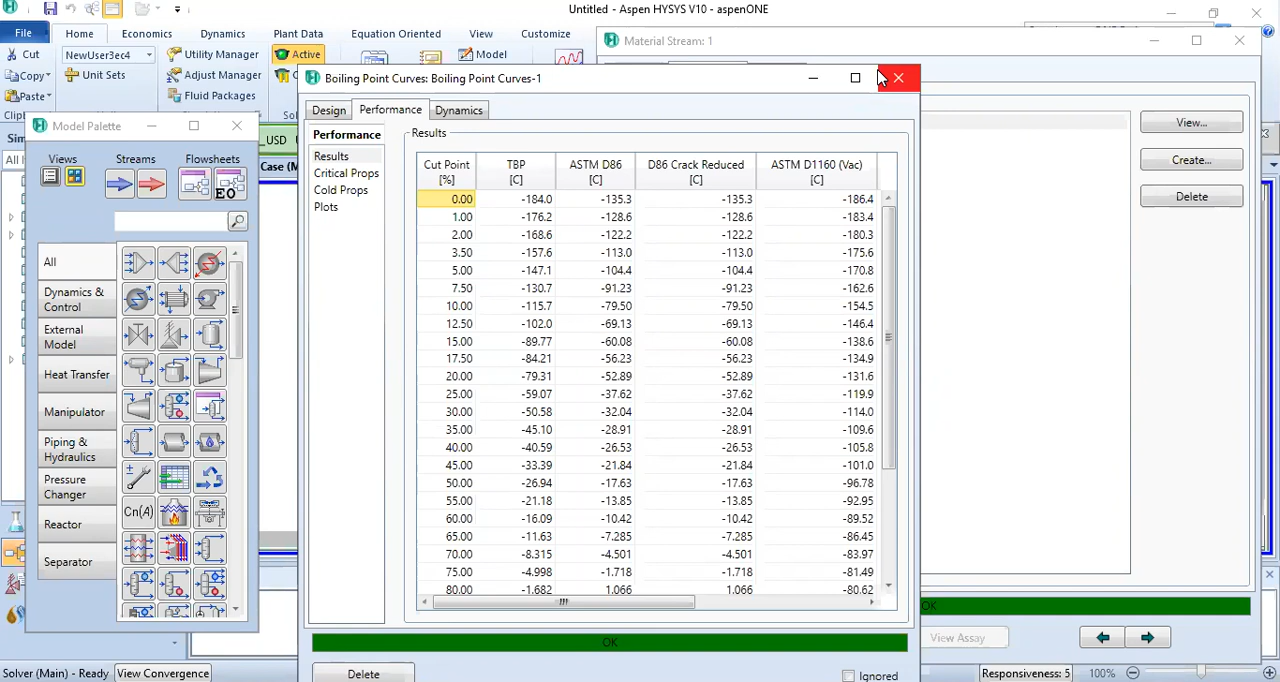 Untitled - Aspen HYSYS V10 - aspenONE
File
Home
Economics
Dynamics
Plant Data
Equation Oriented
View
Customize
Cut
NewUser3ec4
Utility Manager
Active
Model
Copy
Unit Sets
Adjust Manager
Paste
Fluid Packages
Material Stream: 1
Boiling Point Curves: Boiling Point Curves-1
Design
Performance
Dynamics
Performance
Results
Critical Props
Cold Props
Plots
Results
Cut Point TBP ASTM D86 D86 Crack Reduced ASTM D1160 (Vac)
[%] [C] [C] [C] [C]
0.00 -184.0 -135.3 -135.3 -186.4
1.00 -176.2 -128.6 -128.6 -183.4
2.00 -168.6 -122.2 -122.2 -180.3
3.50 -157.6 -113.0 -113.0 -175.6
5.00 -147.1 -104.4 -104.4 -170.8
7.50 -130.7 -91.23 -91.23 -162.6
10.00 -115.7 -79.50 -79.50 -154.5
12.50 -102.0 -69.13 -69.13 -146.4
15.00 -89.77 -60.08 -60.08 -138.6
17.50 -84.21 -56.23 -56.23 -134.9
20.00 -79.31 -52.89 -52.89 -131.6
25.00 -59.07 -37.62 -37.62 -119.9
30.00 -50.58 -32.04 -32.04 -114.0
35.00 -45.10 -28.91 -28.91 -109.6
40.00 -40.59 -26.53 -26.53 -105.8
45.00 -33.39 -21.84 -21.84 -101.0
50.00 -26.94 -17.63 -17.63 -96.78
55.00 -21.18 -13.85 -13.85 -92.95
60.00 -16.09 -10.42 -10.42 -89.52
65.00 -11.63 -7.285 -7.285 -86.45
70.00 -8.315 -4.501 -4.501 -83.97
75.00 -4.998 -1.718 -1.718 -81.49
80.00 -1.682 1.066 1.066 -80.62
OK
Delete
Ignored
View...
Create...
Delete
OK
View Assay
Model Palette
Views
Streams
Flowsheets
EO
All
Dynamics &
Control
External
Model
Heat Transfer
Manipulator
Piping &
Hydraulics
Pressure
Changer
Reactor
Separator
Cn(A)
_USD
Case (M
Solver (Main) - Ready
View Convergence
Responsiveness: 5
100%